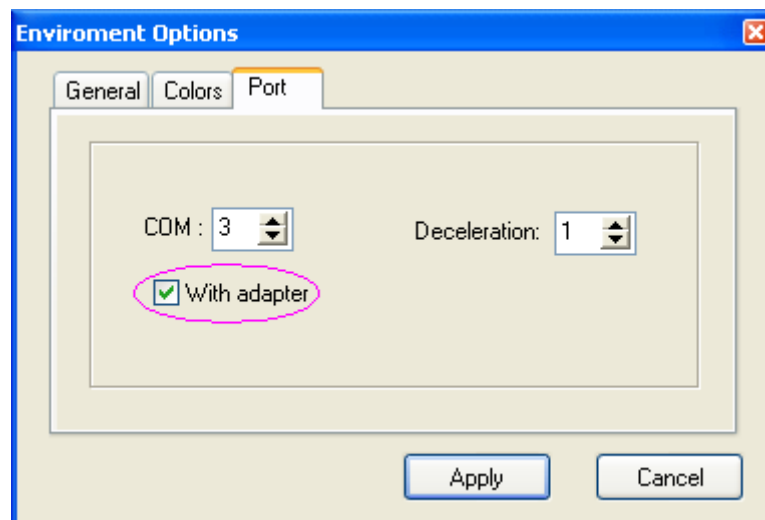 Enviroment Options
General Colors Port
COM : 3 Deceleration: 1
With adapter
Apply Cancel